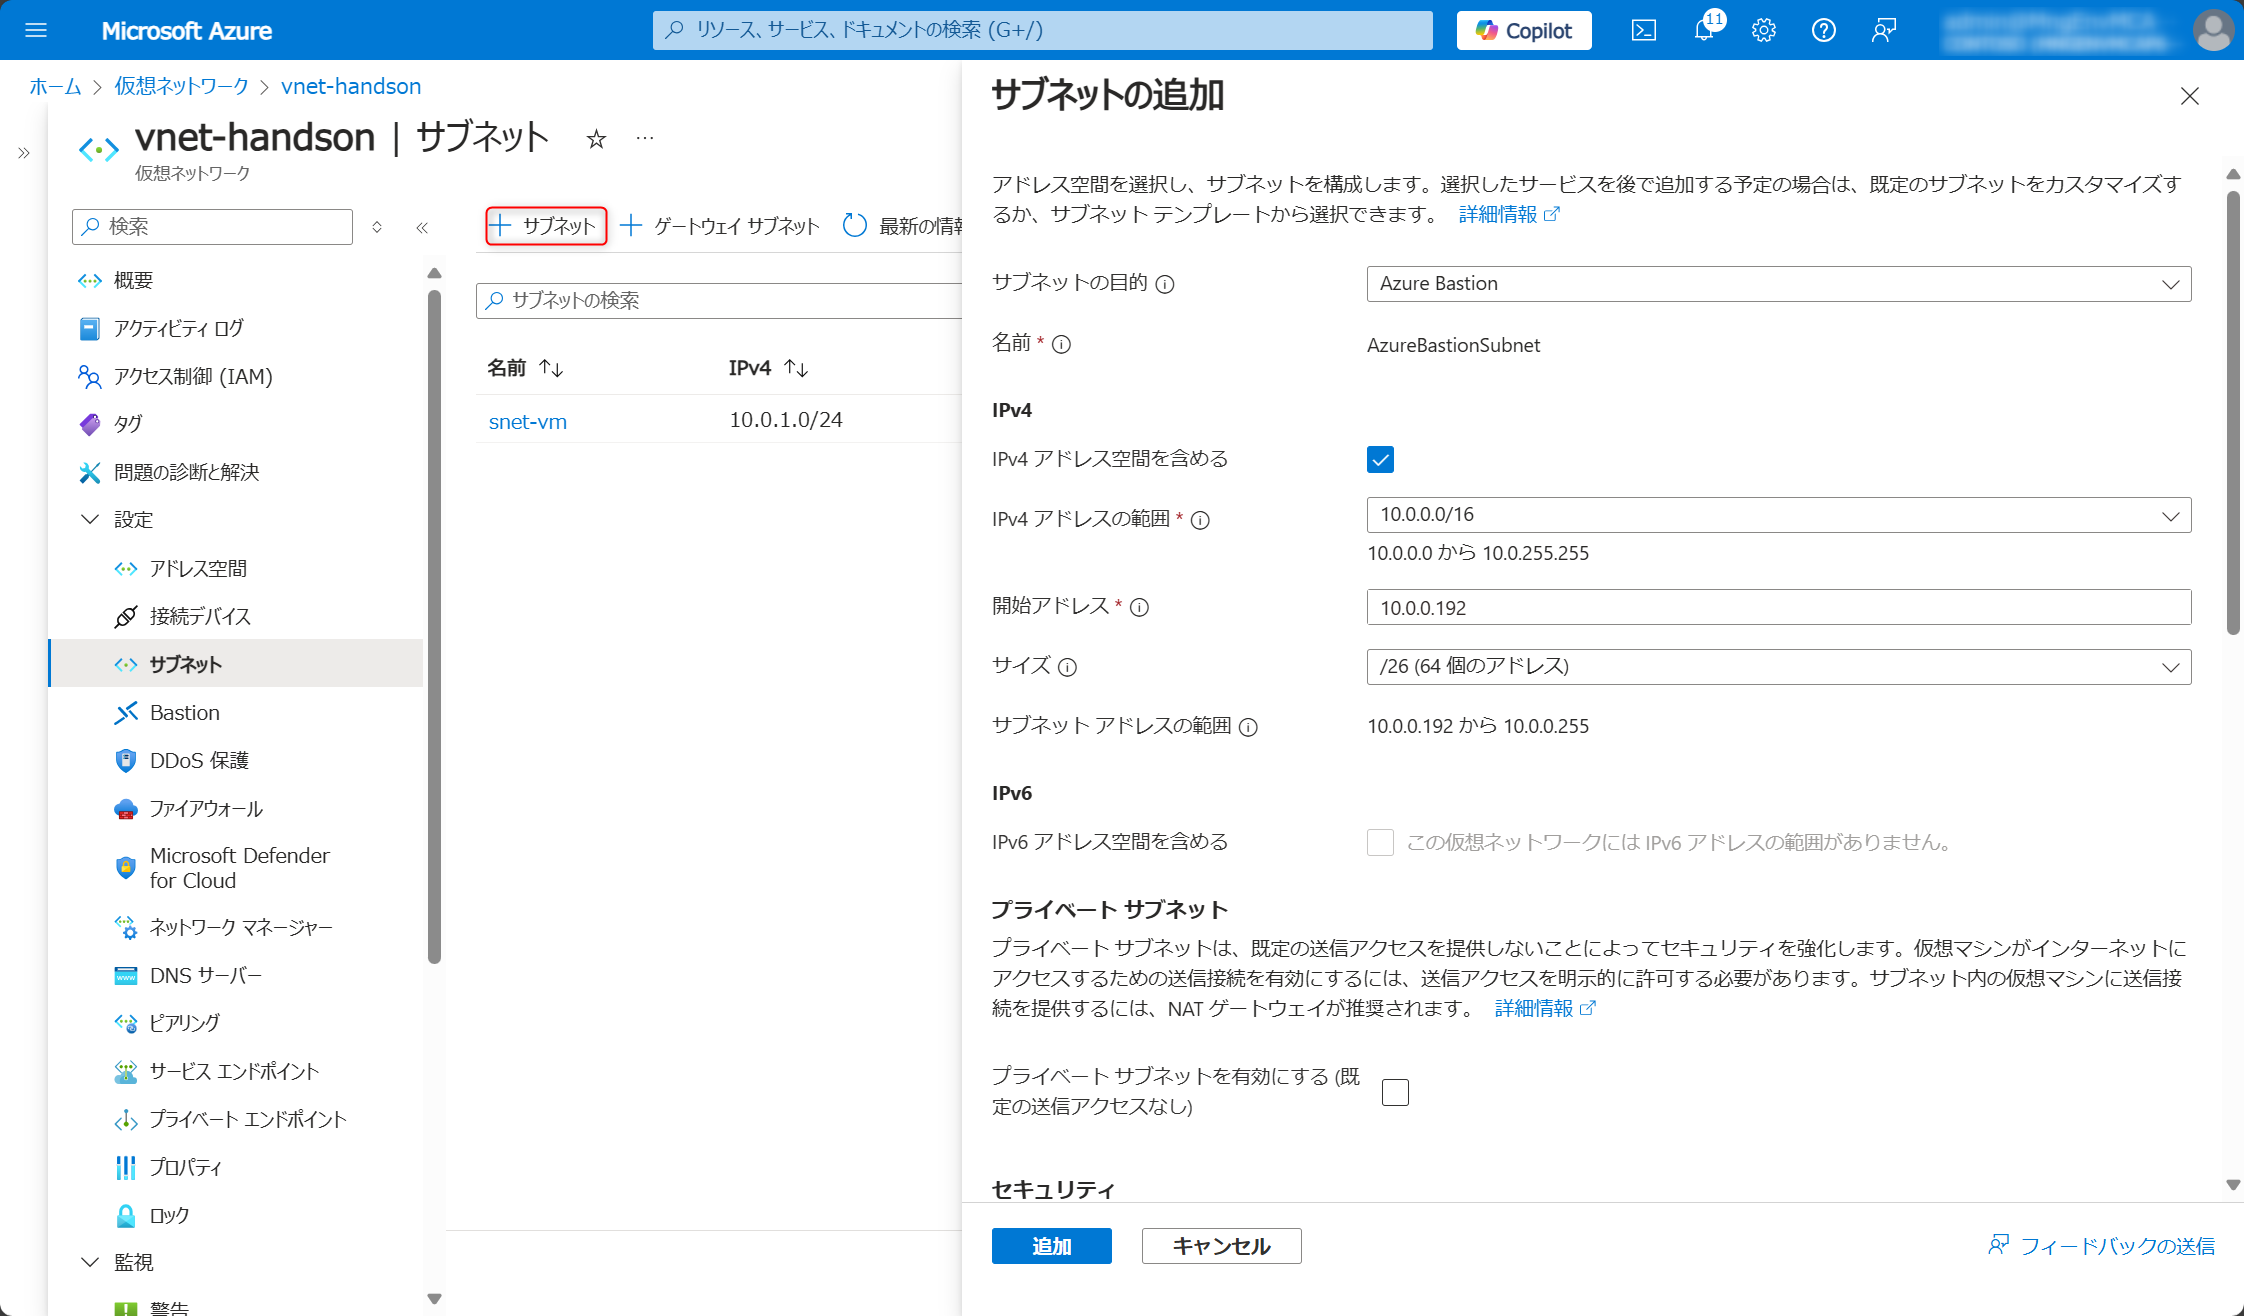 Microsoft Azure
リソース、サービス、ドキュメントの検索 (G+/)
Copilot
11
ホーム > 仮想ネットワーク > vnet-handson
vnet-handson | サブネット
仮想ネットワーク
検索
概要
アクティビティ ログ
アクセス制御 (IAM)
タグ
問題の診断と解決
設定
アドレス空間
接続デバイス
サブネット
Bastion
DDoS 保護
ファイアウォール
Microsoft Defender
for Cloud
ネットワーク マネージャー
DNS サーバー
ピアリング
サービス エンドポイント
プライベート エンドポイント
プロパティ
ロック
監視
警告
+ サブネット + ゲートウェイ サブネット 最新の情報
サブネットの検索
名前 ↑↓ IPv4 ↑↓
snet-vm 10.0.1.0/24
サブネットの追加
アドレス空間を選択し、サブネットを構成します。選択したサービスを後で追加する予定の場合は、既定のサブネットをカスタマイズす
るか、サブネット テンプレートから選択できます。 詳細情報
サブネットの目的 Azure Bastion
名前 * AzureBastionSubnet
IPv4
IPv4 アドレス空間を含める
IPv4 アドレスの範囲 * 10.0.0.0/16
10.0.0.0 から 10.0.255.255
開始アドレス * 10.0.0.192
サイズ /26 (64 個のアドレス)
サブネット アドレスの範囲 10.0.0.192 から 10.0.0.255
IPv6
IPv6 アドレス空間を含める この仮想ネットワークには IPv6 アドレスの範囲がありません。
プライベート サブネット
プライベート サブネットは、既定の送信アクセスを提供しないことによってセキュリティを強化します。仮想マシンがインターネットに
アクセスするための送信接続を有効にするには、送信アクセスを明示的に許可する必要があります。サブネット内の仮想マシンに送信接
続を提供するには、NAT ゲートウェイが推奨されます。 詳細情報
プライベート サブネットを有効にする (既
定の送信アクセスなし)
セキュリティ
追加 キャンセル フィードバックの送信